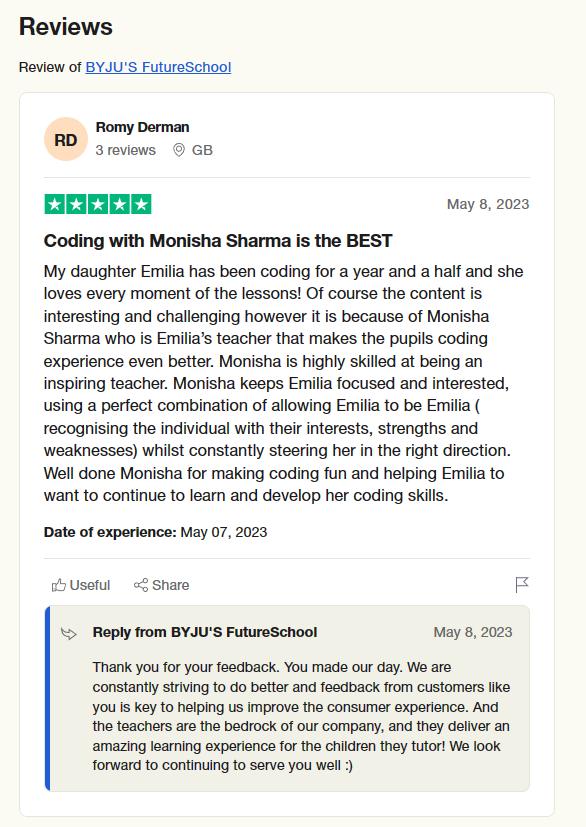 Reviews
Review of BYJU'S FutureSchool
RD
Romy Derman
3 reviews GB
May 8, 2023
Coding with Monisha Sharma is the BEST
My daughter Emilia has been coding for a year and a half and she
loves every moment of the lessons! Of course the content is
interesting and challenging however it is because of Monisha
Sharma who is Emilia’s teacher that makes the pupils coding
experience even better. Monisha is highly skilled at being an
inspiring teacher. Monisha keeps Emilia focused and interested,
using a perfect combination of allowing Emilia to be Emilia (
recognising the individual with their interests, strengths and
weaknesses) whilst constantly steering her in the right direction.
Well done Monisha for making coding fun and helping Emilia to
want to continue to learn and develop her coding skills.
Date of experience: May 07, 2023
Useful Share
Reply from BYJU'S FutureSchool May 8, 2023
Thank you for your feedback. You made our day. We are
constantly striving to do better and feedback from customers like
you is key to helping us improve the consumer experience. And
the teachers are the bedrock of our company, and they deliver an
amazing learning experience for the children they tutor! We look
forward to continuing to serve you well :)